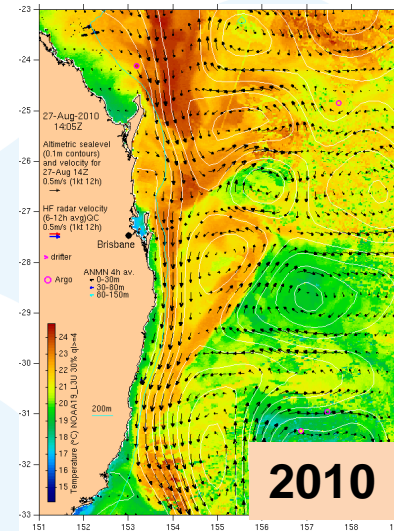 -23
-24
-25
-26
-27
-28
-29
-30
-31
-32
-33
27-Aug-2010
14:05Z
Altimetric sealevel
(0.1m contours)
and velocity for
27-Aug 14Z
0.5m/s (1kt 12h)
HF radar velocity
(6-12h avg)QC
0.5m/s (1kt 12h)
Brisbane
drifter
Argo
ANMN 4h av.
0-30m
30-80m
80-150m
24
23
22
21
20
19
18
17
16
15
Temperature (°C) NOAA19_L3U 30% ql>=4
200m
2010
151 152 153 154 155 156 157 158